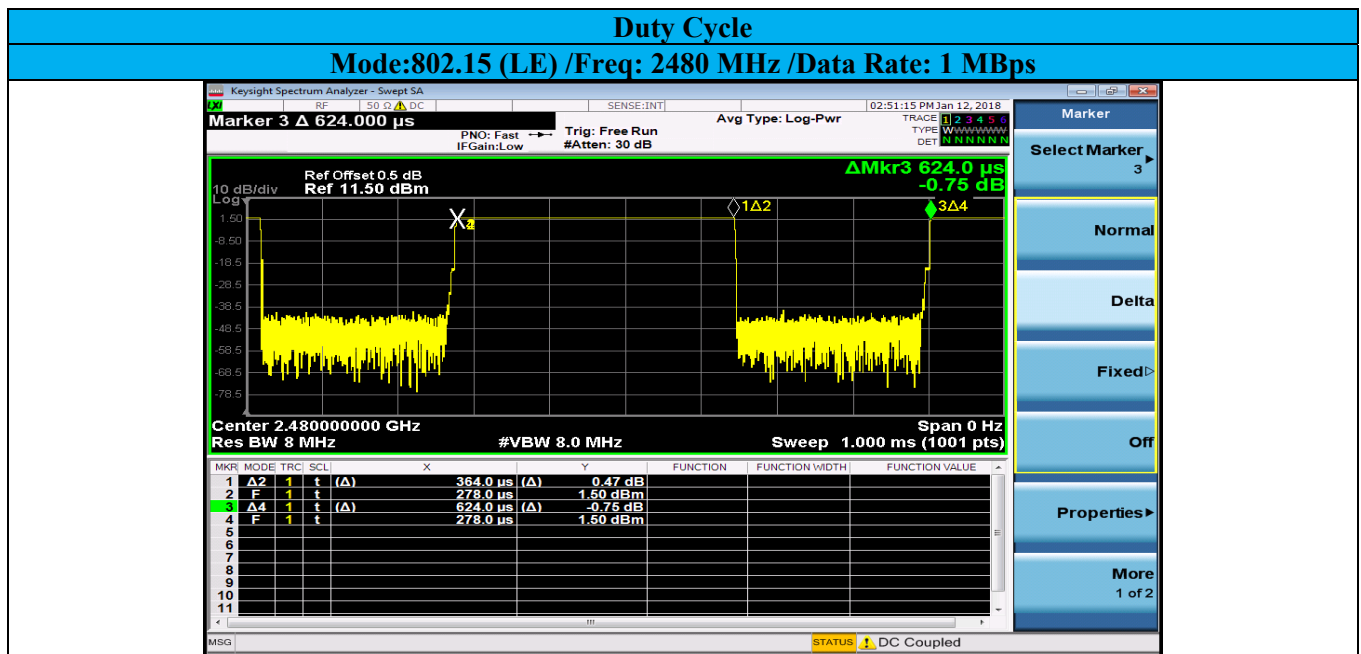 Duty Cycle
Mode:802.15 (LE) /Freq: 2480 MHz /Data Rate: 1 MBps
Keysight Spectrum Analyzer - Swept SA
LXI RF 50 Ω DC SENSE:INT 02:51:15 PM Jan 12, 2018
Marker 3 Δ 624.000 µs
PNO: Fast
IFGain:Low
Trig: Free Run
#Atten: 30 dB
Avg Type: Log-Pwr
TRACE 1 2 3 4 5 6
TYPE WWWWWW
DET N N N N N N
Marker
Select Marker
3
Normal
Delta
Fixed
Off
Properties
More
1 of 2
ΔMkr3 624.0 µs
-0.75 dB
Ref Offset 0.5 dB
10 dB/div Ref 11.50 dBm
Log
1Δ2
3Δ4
1.50
-8.50
-18.5
-28.5
-38.5
-48.5
-58.5
-68.5
-78.5
Center 2.480000000 GHz Span 0 Hz
Res BW 8 MHz #VBW 8.0 MHz Sweep 1.000 ms (1001 pts)
MKR MODE TRC SCL X Y FUNCTION FUNCTION WIDTH FUNCTION VALUE
1 Δ2 1 t (Δ) 364.0 µs (Δ) 0.47 dB
2 F 1 t 278.0 µs 1.50 dBm
3 Δ4 1 t (Δ) 624.0 µs (Δ) -0.75 dB
4 F 1 t 278.0 µs 1.50 dBm
5
6
7
8
9
10
11
MSG STATUS DC Coupled